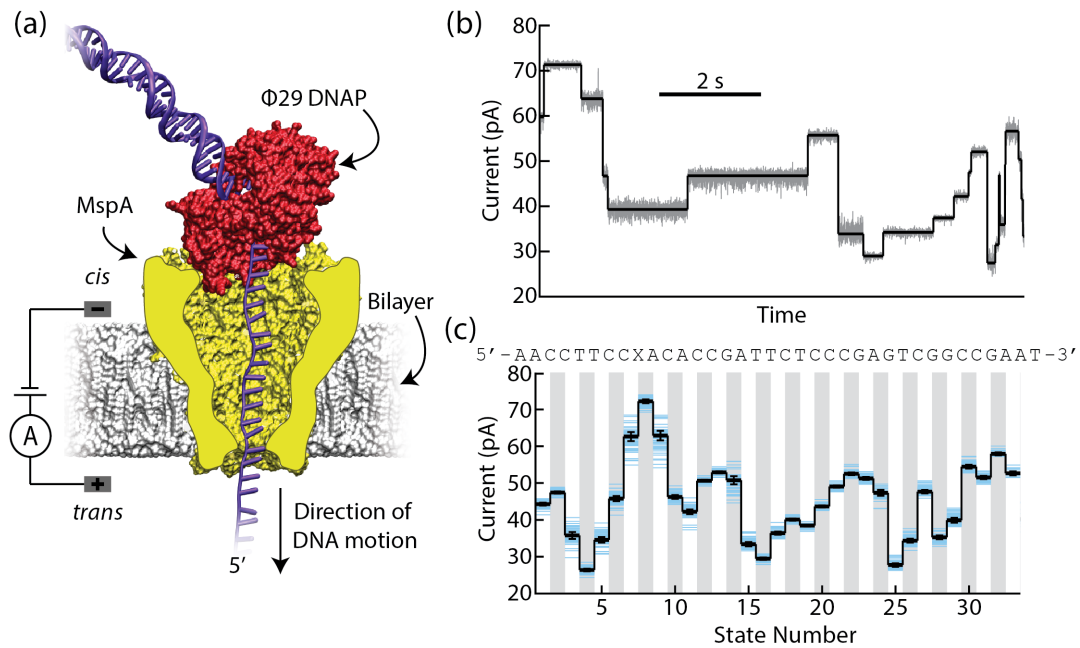 (a)
Φ29 DNAP
MspA
cis
−
Bilayer
A
+
trans
Direction of
DNA motion
5′
(b)
80
70
60
50
40
30
20
Current (pA)
2 s
Time
(c)
5′-AACCTTCCXACACCGATTCTCCCGAGTCGGCCGAAT-3′
80
70
60
50
40
30
20
Current (pA)
5
10
15
20
25
30
State Number